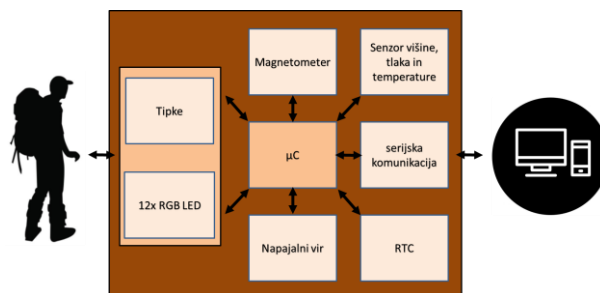 Magnetometer
Senzor višine,
tlaka in
temperature
Tipke
µC
serijska
komunikacija
12x RGB LED
Napajalni vir
RTC